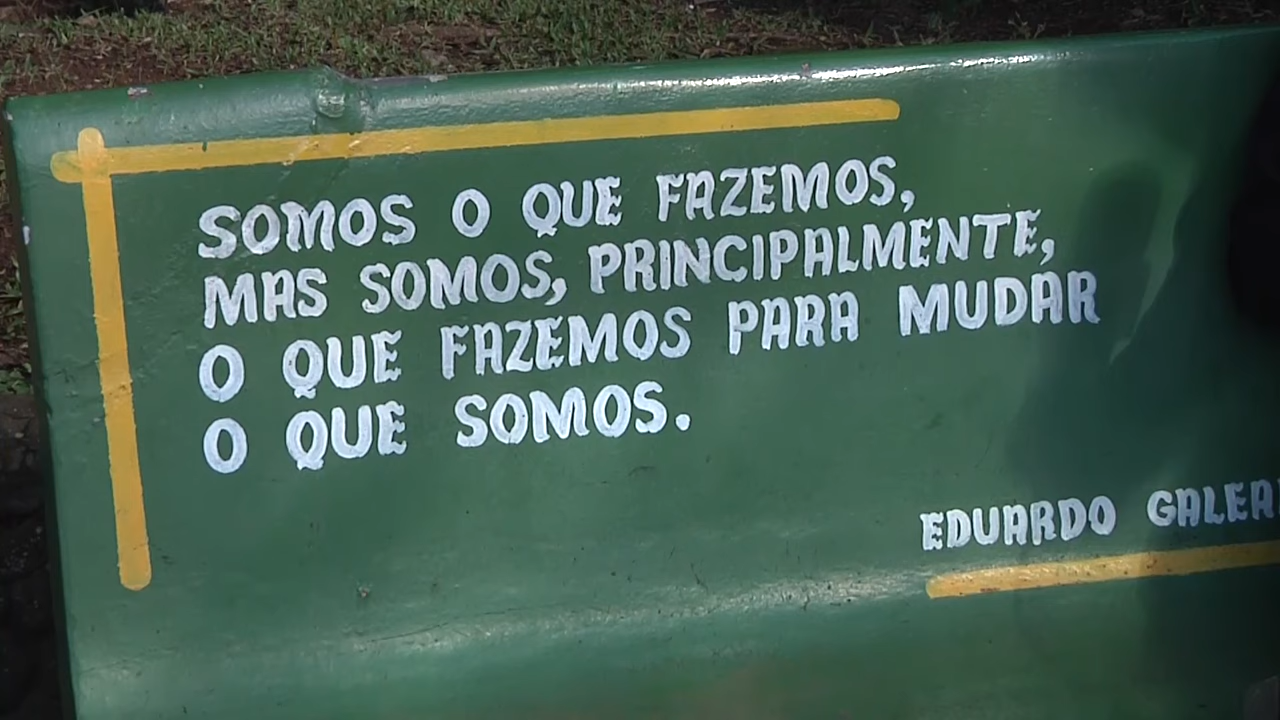 SOMOS O QUE FAZEMOS,
MAS SOMOS, PRINCIPALMENTE,
O QUE FAZEMOS PARA MUDAR
O QUE SOMOS.
EDUARDO GALEA